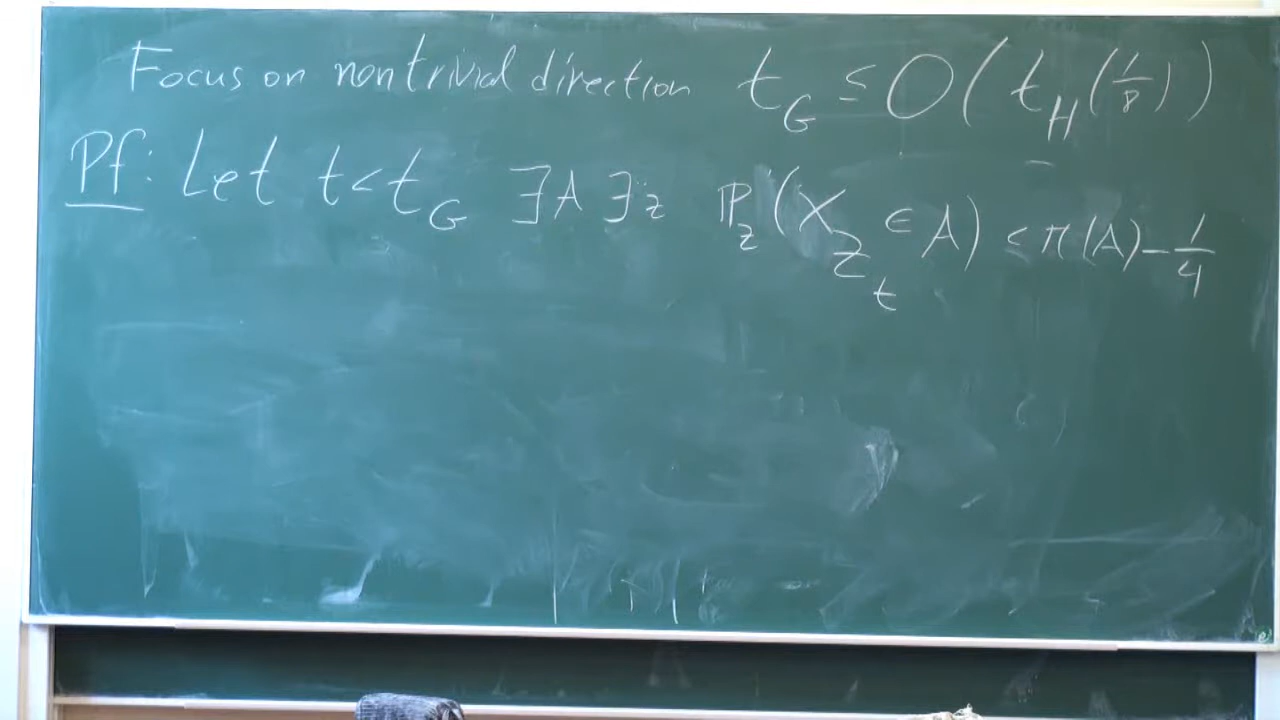 Focus on nontrivial direction t_G ≤ O(t_H(1/8))
Pf: Let t<t_G ∃A ∃z ℙ_z(X_{Z_t} ∈ A) < π(A) - 1/4